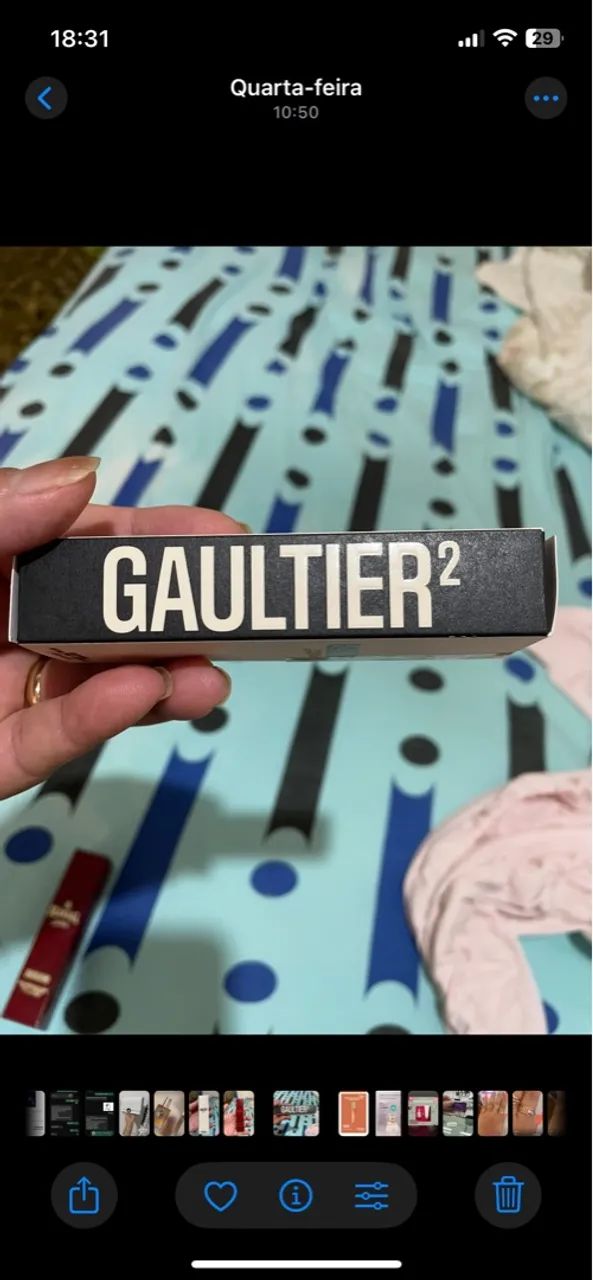 18:31
29
Quarta-feira
10:50
GAULTIER²